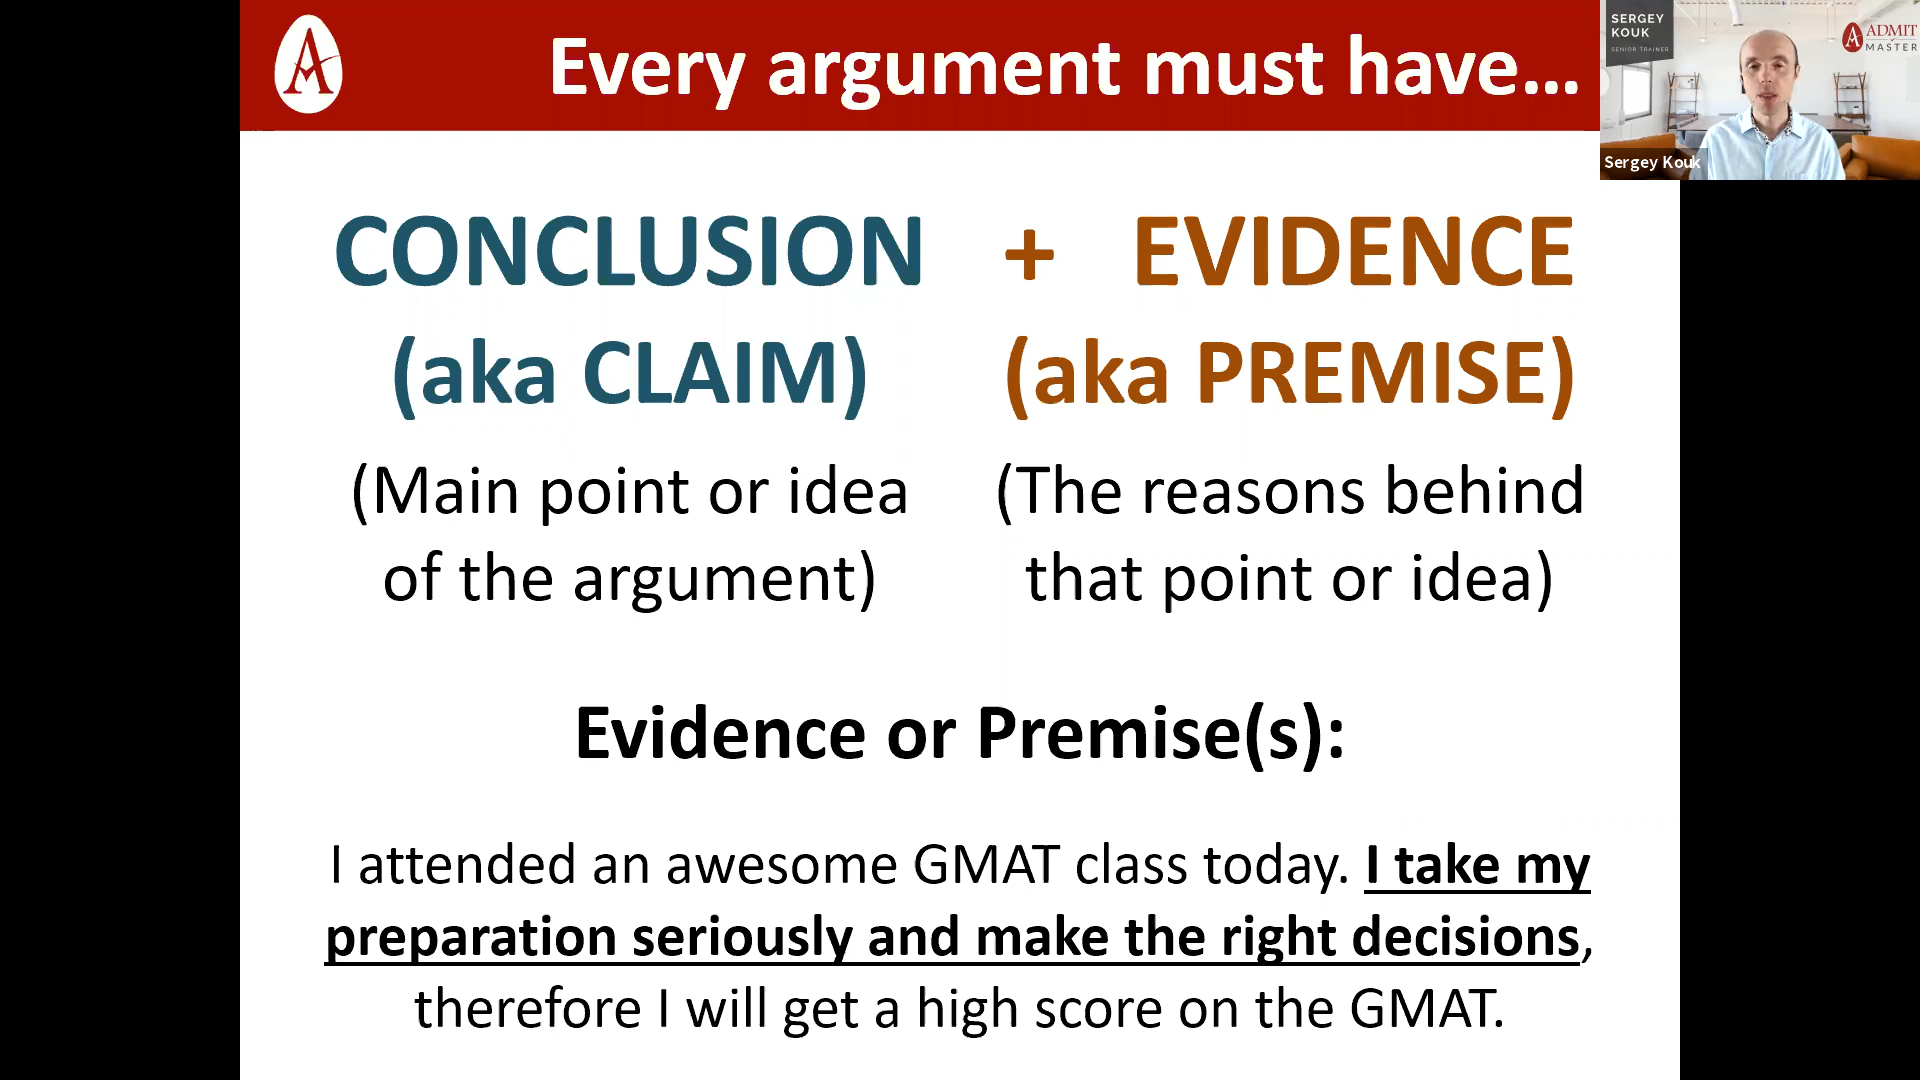 Every argument must have...
SERGEY
KOUK
SENIOR TRAINER
ADMIT
MASTER
Sergey Kouk
CONCLUSION + EVIDENCE
(aka CLAIM) (aka PREMISE)
(Main point or idea (The reasons behind
of the argument) that point or idea)
Evidence or Premise(s):
I attended an awesome GMAT class today. I take my
preparation seriously and make the right decisions,
therefore I will get a high score on the GMAT.